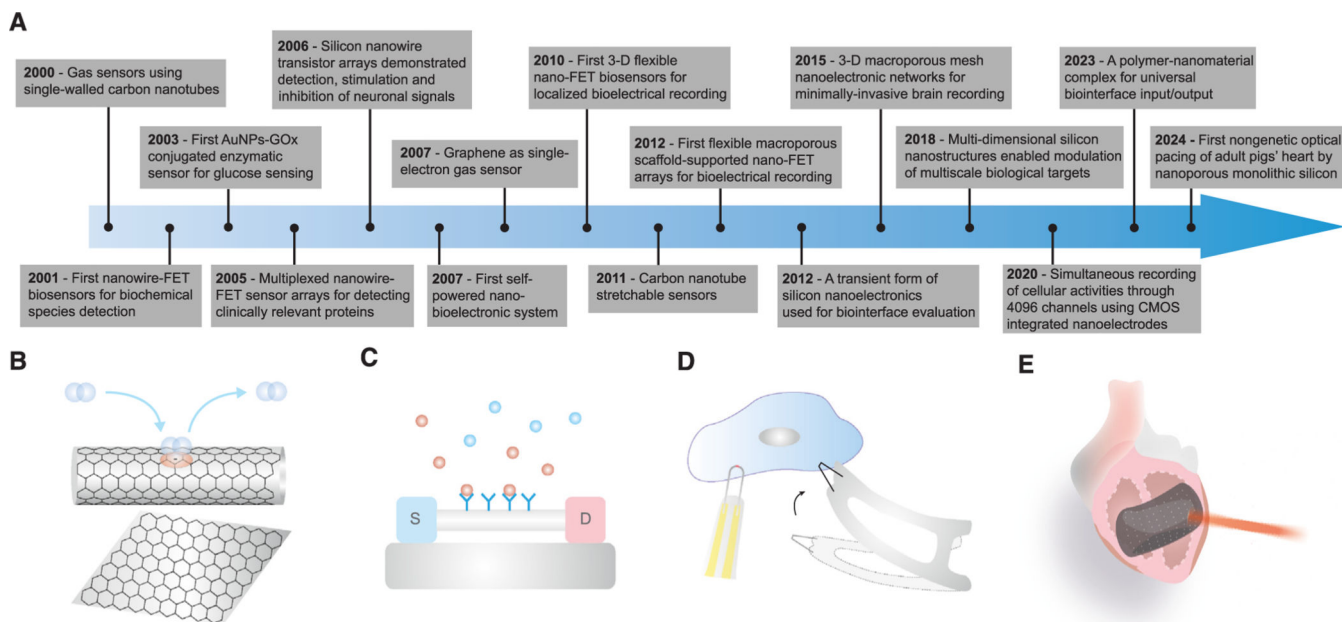 A
2000 - Gas sensors using
single-walled carbon nanotubes
2003 - First AuNPs-GOx
conjugated enzymatic
sensor for glucose sensing
2006 - Silicon nanowire
transistor arrays demonstrated
detection, stimulation and
inhibition of neuronal signals
2007 - Graphene as single-
electron gas sensor
2010 - First 3-D flexible
nano-FET biosensors for
localized bioelectrical recording
2012 - First flexible macroporous
scaffold-supported nano-FET
arrays for bioelectrical recording
2015 - 3-D macroporous mesh
nanoelectronic networks for
minimally-invasive brain recording
2018 - Multi-dimensional silicon
nanostructures enabled modulation
of multiscale biological targets
2023 - A polymer-nanomaterial
complex for universal
biointerface input/output
2024 - First nongenetic optical
pacing of adult pigs' heart by
nanoporous monolithic silicon
2001 - First nanowire-FET
biosensors for biochemical
species detection
2005 - Multiplexed nanowire-
FET sensor arrays for detecting
clinically relevant proteins
2007 - First self-
powered nano-
bioelectronic system
2011 - Carbon nanotube
stretchable sensors
2012 - A transient form of
silicon nanoelectronics
used for biointerface evaluation
2020 - Simultaneous recording
of cellular activities through
4096 channels using CMOS
integrated nanoelectrodes
B
C
S
D
D
E